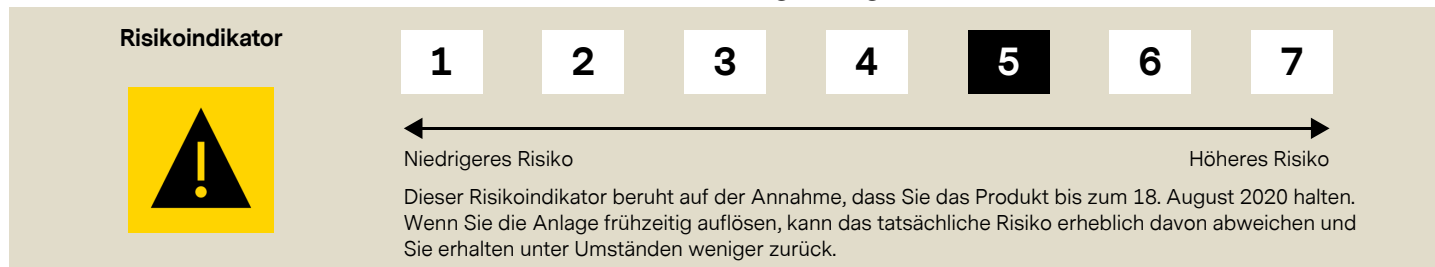 Risikoindikator
1 2 3 4 5 6 7
Niedrigeres Risiko Höheres Risiko
Dieser Risikoindikator beruht auf der Annahme, dass Sie das Produkt bis zum 18. August 2020 halten.
Wenn Sie die Anlage frühzeitig auflösen, kann das tatsächliche Risiko erheblich davon abweichen und
Sie erhalten unter Umständen weniger zurück.